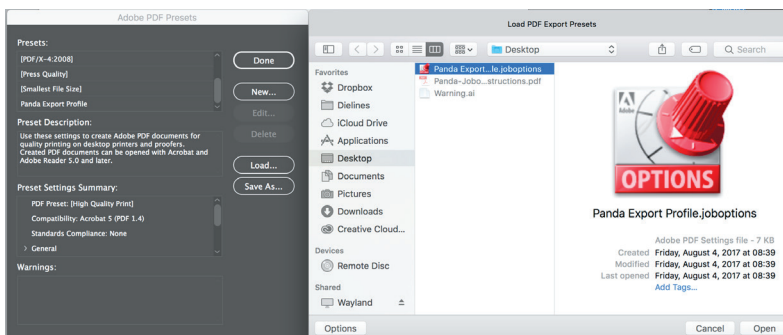 Adobe PDF Presets
Presets:
[PDF/X-4:2008]
[Press Quality]
[Smallest File Size]
Panda Export Profile
Preset Description:
Use these settings to create Adobe PDF documents for
quality printing on desktop printers and proofers.
Created PDF documents can be opened with Acrobat and
Adobe Reader 5.0 and later.
Preset Settings Summary:
PDF Preset: [High Quality Print]
Compatibility: Acrobat 5 (PDF 1.4)
Standards Compliance: None
> General
Warnings:
Done
New...
Edit...
Delete
Load...
Save As...
Load PDF Export Presets
Desktop
Search
Favorites
Dropbox
Dielines
iCloud Drive
Applications
Desktop
Documents
Pictures
Downloads
Creative Cloud...
Devices
Remote Disc
Shared
Wayland
Panda Export...le.joboptions
Panda-Jobo...structions.pdf
Warning.ai
OPTIONS
Panda Export Profile.joboptions
Adobe PDF Settings file - 7 KB
Created Friday, August 4, 2017 at 08:39
Modified Friday, August 4, 2017 at 08:39
Last opened Friday, August 4, 2017 at 08:39
Add Tags...
Options
Cancel
Open